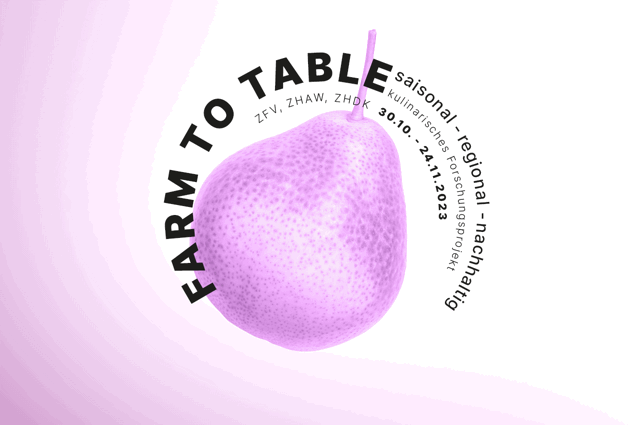 FARM TO TABLE
ZFV, ZHAW, ZHDK
saisonal - regional - nachhaltig
kulinarisches Forschungsprojekt
30.10. - 24.11.2023